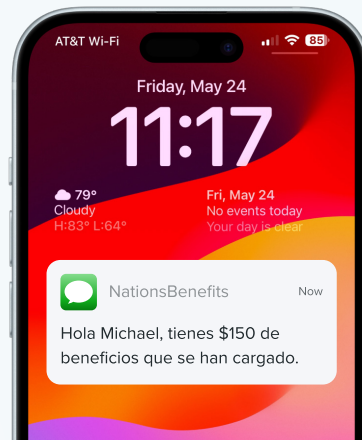 AT&T Wi-Fi
85
Friday, May 24
11:17
79°
Cloudy
H:83° L:64°
Fri, May 24
No events today
Your day is clear
NationsBenefits
Now
Hola Michael, tienes $150 de
beneficios que se han cargado.